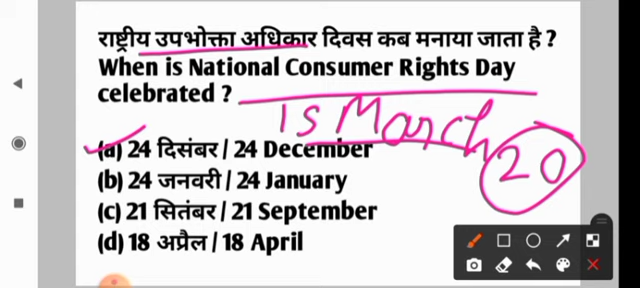 राष्ट्रीय उपभोक्ता अधिकार दिवस कब मनाया जाता है ?
When is National Consumer Rights Day
celebrated ?
15 March
20
(a) 24 दिसंबर / 24 December
(b) 24 जनवरी / 24 January
(c) 21 सितंबर / 21 September
(d) 18 अप्रैल / 18 April